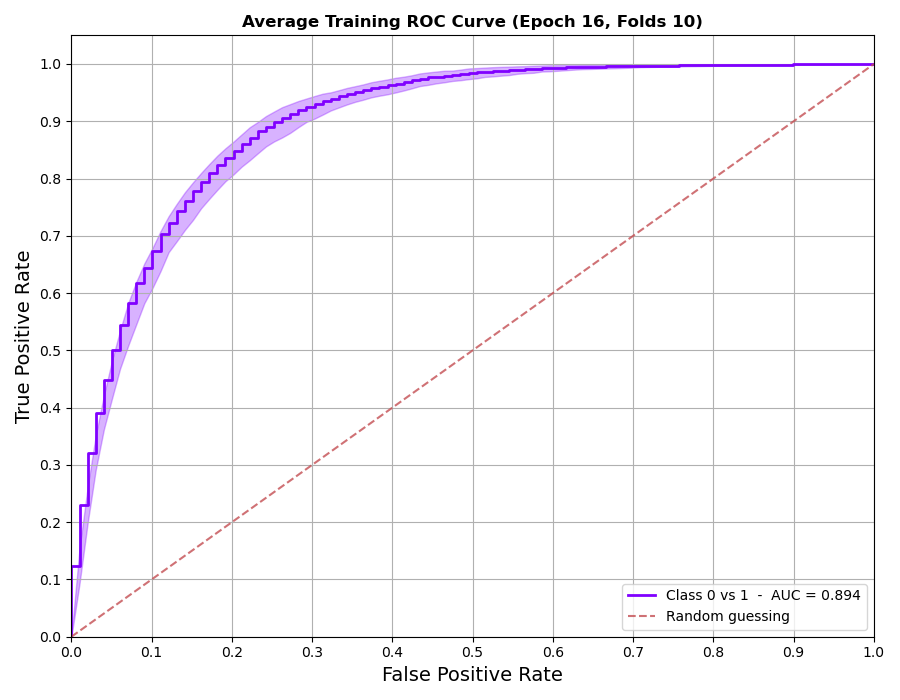 Average Training ROC Curve (Epoch 16, Folds 10)
True Positive Rate
1.0
0.9
0.8
0.7
0.6
0.5
0.4
0.3
0.2
0.1
0.0
Class 0 vs 1 - AUC = 0.894
Random guessing
0.0 0.1 0.2 0.3 0.4 0.5 0.6 0.7 0.8 0.9 1.0
False Positive Rate